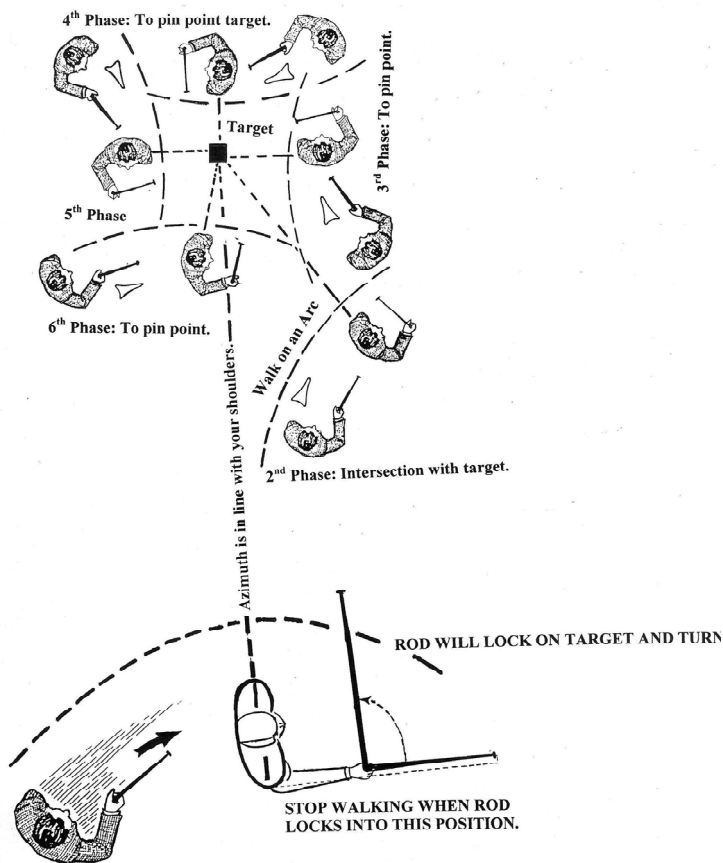 4th Phase: To pin point target.
Target
3rd Phase: To pin point.
5th Phase
6th Phase: To pin point.
Walk on an Arc
2nd Phase: Intersection with target.
Azimuth is in line with your shoulders.
ROD WILL LOCK ON TARGET AND TURN
STOP WALKING WHEN ROD
LOCKS INTO THIS POSITION.